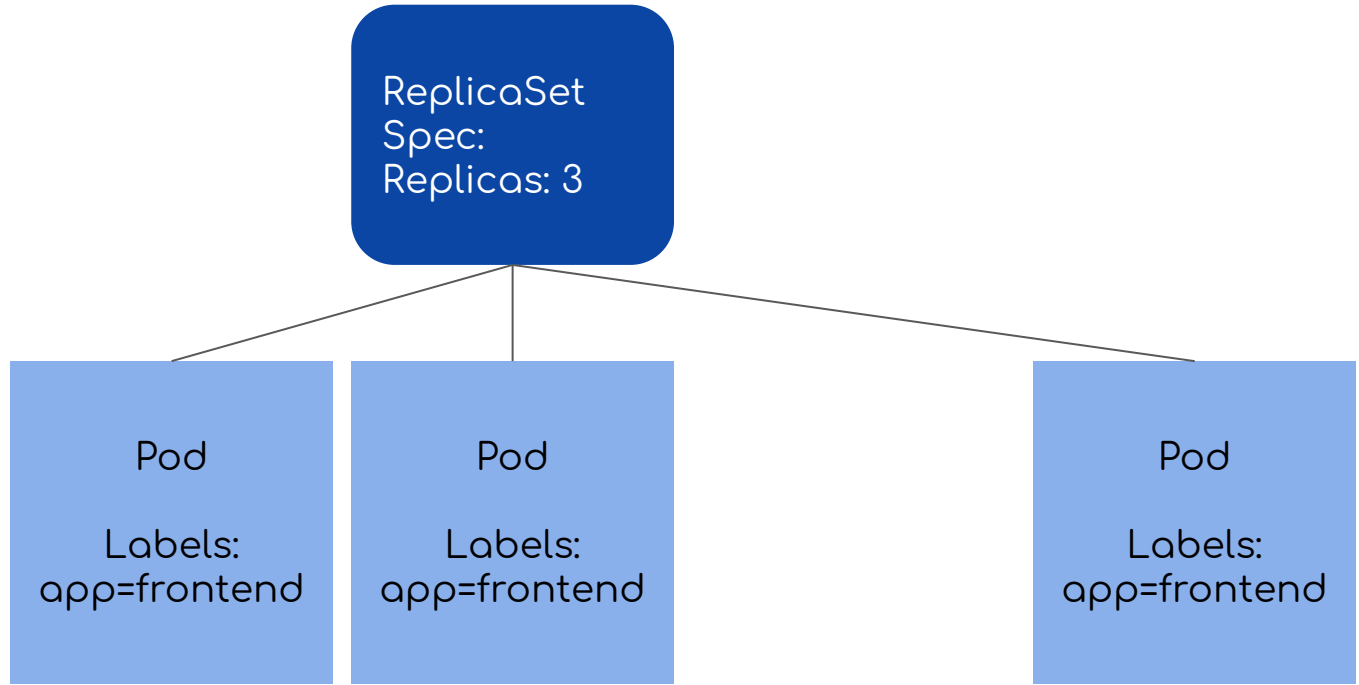 ReplicaSet
Spec:
Replicas: 3
Pod
Labels:
app=frontend
Pod
Labels:
app=frontend
Pod
Labels:
app=frontend